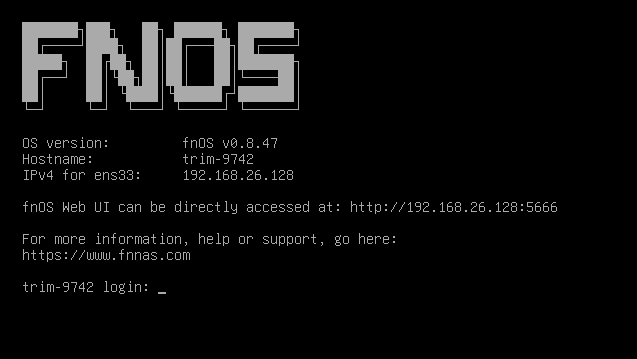 FNOS
OS version: fnOS v0.8.47
Hostname: trim-9742
IPv4 for ens33: 192.168.26.128
fnOS Web UI can be directly accessed at: http://192.168.26.128:5666
For more information, help or support, go here:
https://www.fnnas.com
trim-9742 login: _